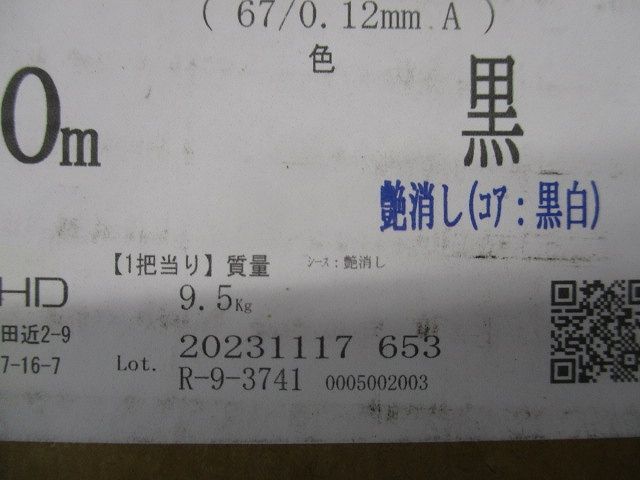 ( 67/0.12mm A )
色
0m
黒
艶消し(ｺｱ：黒白)
【1把当り】質量
ｼｰｽ：艶消し
HD
9.5Kg
田近2-9
7-16-7
Lot. 20231117 653
R-9-3741 0005002003